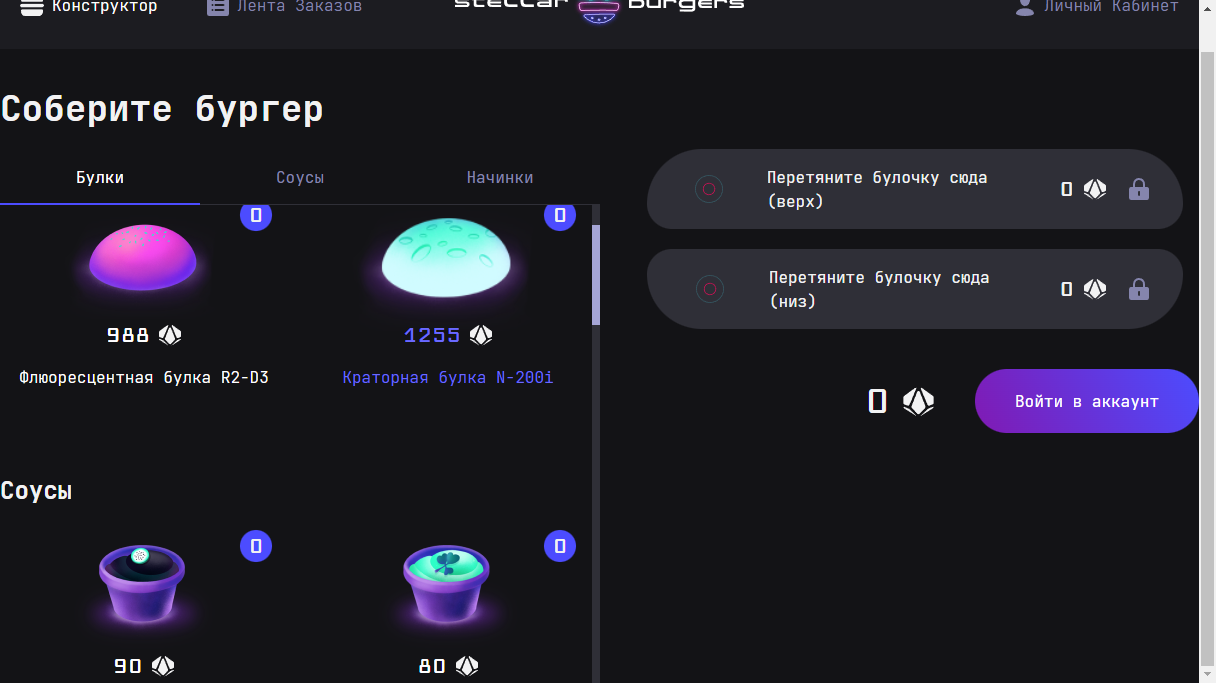 Конструктор
Лента Заказов
stellar burgers
Личный Кабинет
Соберите бургер
Булки
Соусы
Начинки
0
0
988
1255
Флюоресцентная булка R2-D3
Краторная булка N-200i
Соусы
0
0
90
80
Перетяните булочку сюда
(верх)
0
Перетяните булочку сюда
(низ)
0
0
Войти в аккаунт